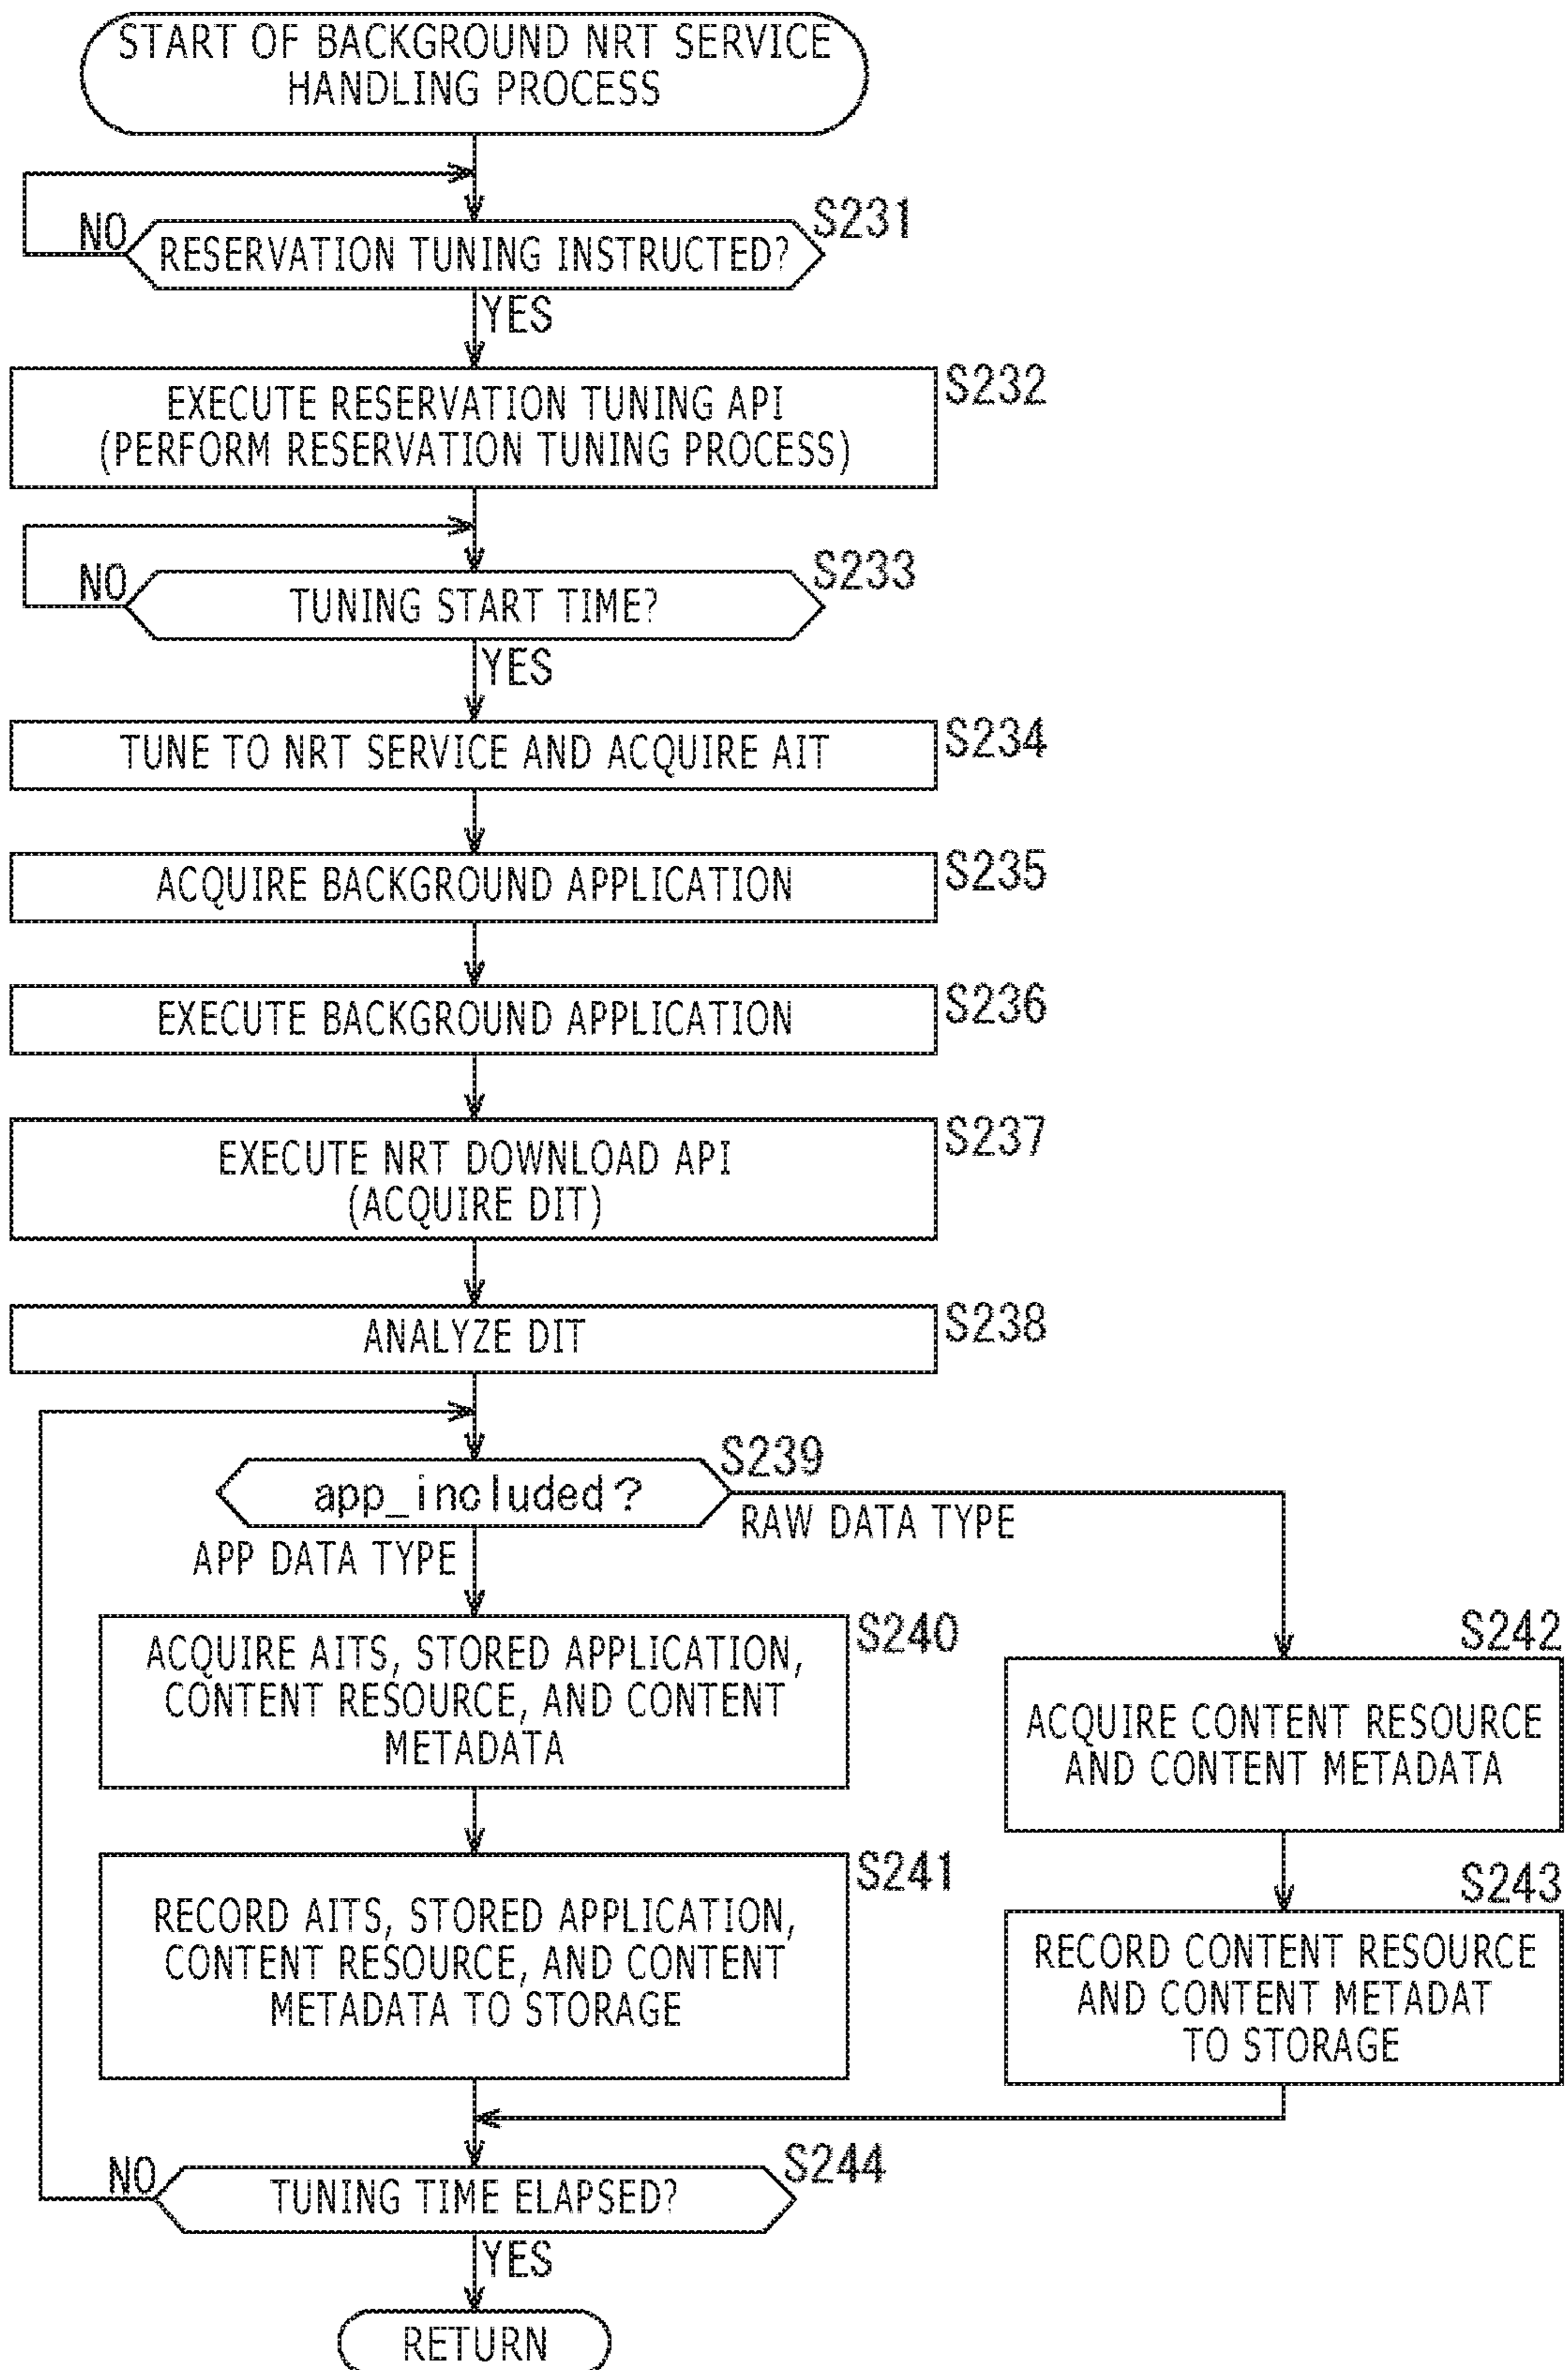 START OF BACKGROUND NRT SERVICE
HANDLING PROCESS
NO
S231
RESERVATION TUNING INSTRUCTED?
YES
S232
EXECUTE RESERVATION TUNING API
(PERFORM RESERVATION TUNING PROCESS)
NO
S233
TUNING START TIME?
YES
S234
TUNE TO NRT SERVICE AND ACQUIRE AIT
S235
ACQUIRE BACKGROUND APPLICATION
S236
EXECUTE BACKGROUND APPLICATION
S237
EXECUTE NRT DOWNLOAD API
(ACQUIRE DIT)
S238
ANALYZE DIT
S239
app_included?
RAW DATA TYPE
APP DATA TYPE
S240
ACQUIRE AITS, STORED APPLICATION,
CONTENT RESOURCE, AND CONTENT
METADATA
S242
ACQUIRE CONTENT RESOURCE
AND CONTENT METADATA
S241
RECORD AITS, STORED APPLICATION,
CONTENT RESOURCE, AND CONTENT
METADATA TO STORAGE
S243
RECORD CONTENT RESOURCE
AND CONTENT METADAT
TO STORAGE
NO
S244
TUNING TIME ELAPSED?
YES
RETURN